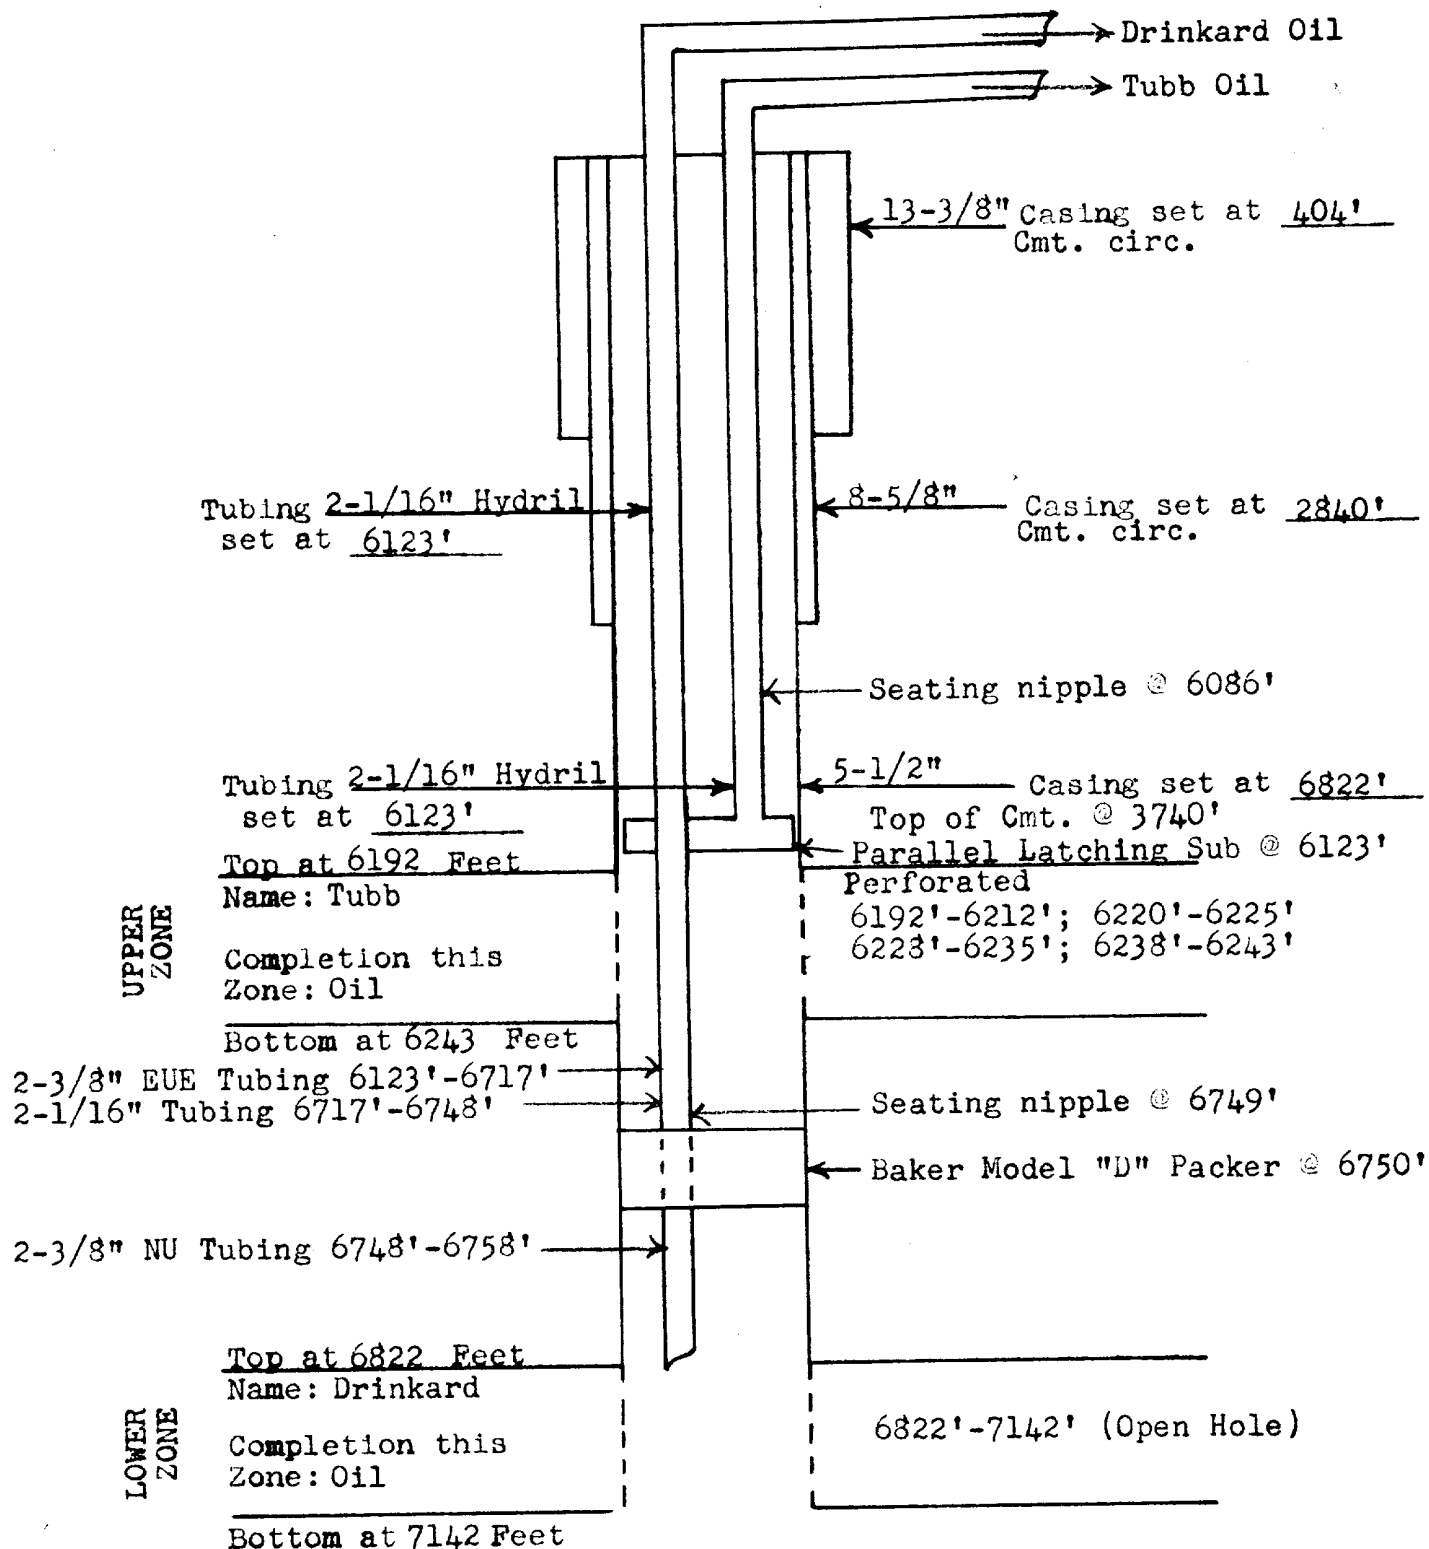 Drinkard Oil
Tubb Oil
13-3/8" Casing set at 404'
Cmt. circ.
Tubing 2-1/16" Hydril
set at 6123'
8-5/8" Casing set at 2840'
Cmt. circ.
Seating nipple @ 6086'
Tubing 2-1/16" Hydril
set at 6123'
5-1/2" Casing set at 6822'
Top of Cmt. @ 3740'
Parallel Latching Sub @ 6123'
Top at 6192 Feet
Name: Tubb
Perforated
6192'-6212'; 6220'-6225'
6228'-6235'; 6238'-6243'
UPPER
ZONE
Completion this
Zone: Oil
Bottom at 6243 Feet
2-3/8" EUE Tubing 6123'-6717'
2-1/16" Tubing 6717'-6748'
Seating nipple @ 6749'
Baker Model "D" Packer @ 6750'
2-3/8" NU Tubing 6748'-6758'
Top at 6822 Feet
Name: Drinkard
LOWER
ZONE
Completion this
Zone: Oil
6822'-7142' (Open Hole)
Bottom at 7142 Feet